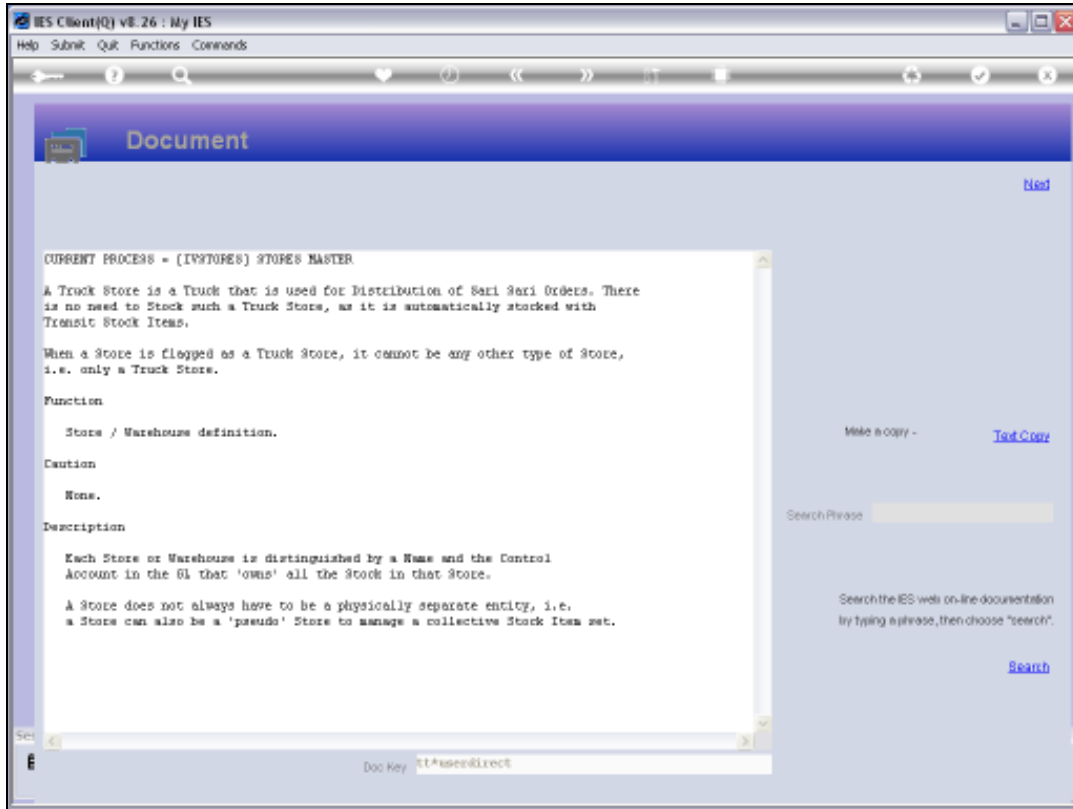 IES Client(Q) v8.26 : My IES
Help Submit Quit Functions Commands
Document
Next
CURRENT PROCESS = [IVSTORES] STORES MASTER
A Truck Store is a Truck that is used for Distribution of Sari Sari Orders. There
is no need to Stock such a Truck Store, as it is automatically stocked with
Transit Stock Items.
When a Store is flagged as a Truck Store, it cannot be any other type of Store,
i.e. only a Truck Store.
Function
Store / Warehouse definition.
Caution
None.
Description
Each Store or Warehouse is distinguished by a Name and the Control
Account in the GL that 'owns' all the Stock in that Store.
A Store does not always have to be a physically separate entity, i.e.
a Store can also be a 'pseudo' Store to manage a collective Stock Item set.
Make a copy -
Text Copy
Search Phrase
Search the IES web on-line documentation
by typing a phrase, then choose "search".
Search
Doc Key tt*userdirect